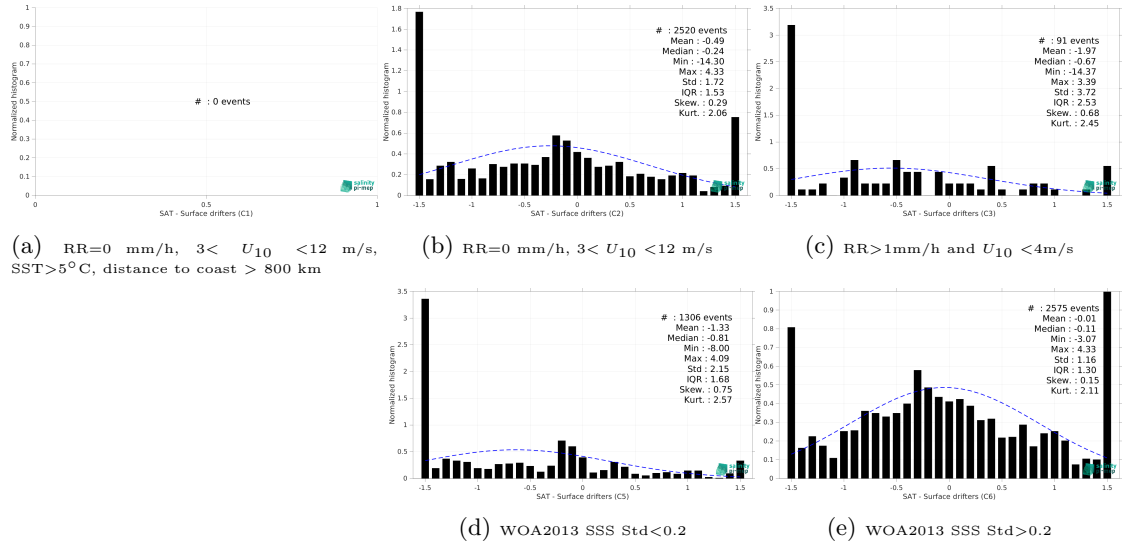 1
0.9
0.8
0.7
0.6
0.5
0.4
0.3
0.2
0.1
0
Normalized histogram
# : 0 events
salinity
pi-mep
0 0.5 1
SAT - Surface drifters (C1)
(a) RR=0 mm/h, 3< U10 <12 m/s,
SST>5°C, distance to coast > 800 km
1.8
1.6
1.4
1.2
1
0.8
0.6
0.4
0.2
0
Normalized histogram
# : 2520 events
Mean : -0.49
Median : -0.24
Min : -14.30
Max : 4.33
Std : 1.72
IQR : 1.53
Skew. : 0.29
Kurt. : 2.06
salinity
pi-mep
-1.5 -1 -0.5 0 0.5 1 1.5
SAT - Surface drifters (C2)
(b) RR=0 mm/h, 3< U10 <12 m/s
3.5
3
2.5
2
1.5
1
0.5
0
Normalized histogram
# : 91 events
Mean : -1.97
Median : -0.67
Min : -14.37
Max : 3.39
Std : 3.72
IQR : 2.53
Skew. : 0.68
Kurt. : 2.45
salinity
pi-mep
-1.5 -1 -0.5 0 0.5 1 1.5
SAT - Surface drifters (C3)
(c) RR>1mm/h and U10 <4m/s
3.5
3
2.5
2
1.5
1
0.5
0
Normalized histogram
# : 1306 events
Mean : -1.33
Median : -0.81
Min : -8.00
Max : 4.09
Std : 2.15
IQR : 1.68
Skew. : 0.75
Kurt. : 2.57
salinity
pi-mep
-1.5 -1 -0.5 0 0.5 1 1.5
SAT - Surface drifters (C5)
(d) WOA2013 SSS Std<0.2
1
0.9
0.8
0.7
0.6
0.5
0.4
0.3
0.2
0.1
0
Normalized histogram
# : 2575 events
Mean : -0.01
Median : -0.11
Min : -3.07
Max : 4.33
Std : 1.16
IQR : 1.30
Skew. : 0.15
Kurt. : 2.11
salinity
pi-mep
-1.5 -1 -0.5 0 0.5 1 1.5
SAT - Surface drifters (C6)
(e) WOA2013 SSS Std>0.2